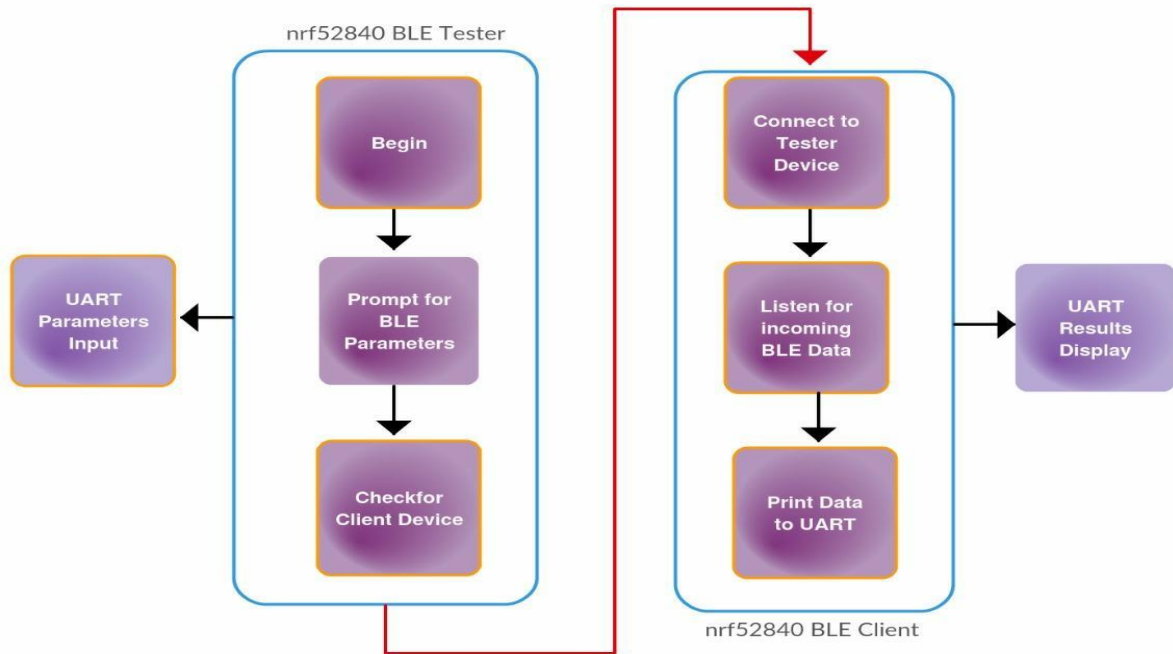 nrf52840 BLE Tester
Begin
Prompt for
BLE
Parameters
Checkfor
Client Device
UART
Parameters
Input
Connect to
Tester
Device
Listen for
incoming
BLE Data
Print Data
to UART
nrf52840 BLE Client
UART
Results
Display